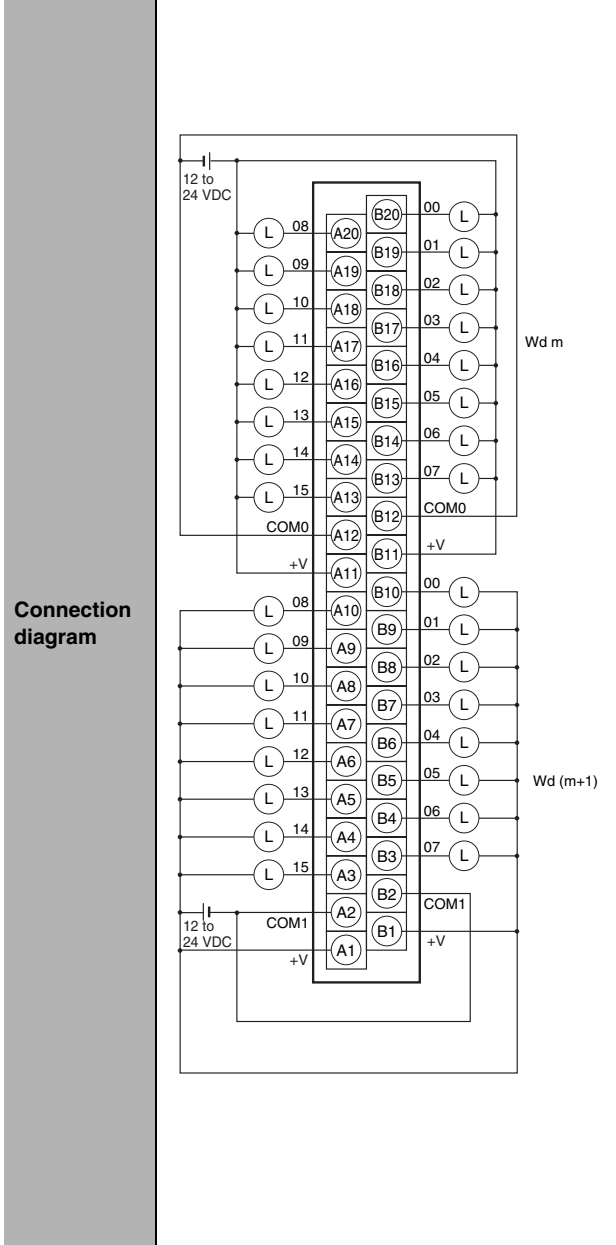 Connection
diagram
12 to
24 VDC
08 A20 B20 00 L
L 09 A19 B19 01 L
L 10 A18 B18 02 L
L 11 A17 B17 03 L
L 12 A16 B16 04 L
L 13 A15 B15 05 L
L 14 A14 B14 06 L
L 15 A13 B13 07 L
L
COM0 A12 B12 COM0
+V A11 B11 +V
Wd m
L 08 A10 B10 00 L
L 09 A9 B9 01 L
L 10 A8 B8 02 L
L 11 A7 B7 03 L
L 12 A6 B6 04 L
L 13 A5 B5 05 L
L 14 A4 B4 06 L
L 15 A3 B3 07 L
COM1 A2 B2 COM1
+V A1 B1 +V
Wd (m+1)
12 to
24 VDC